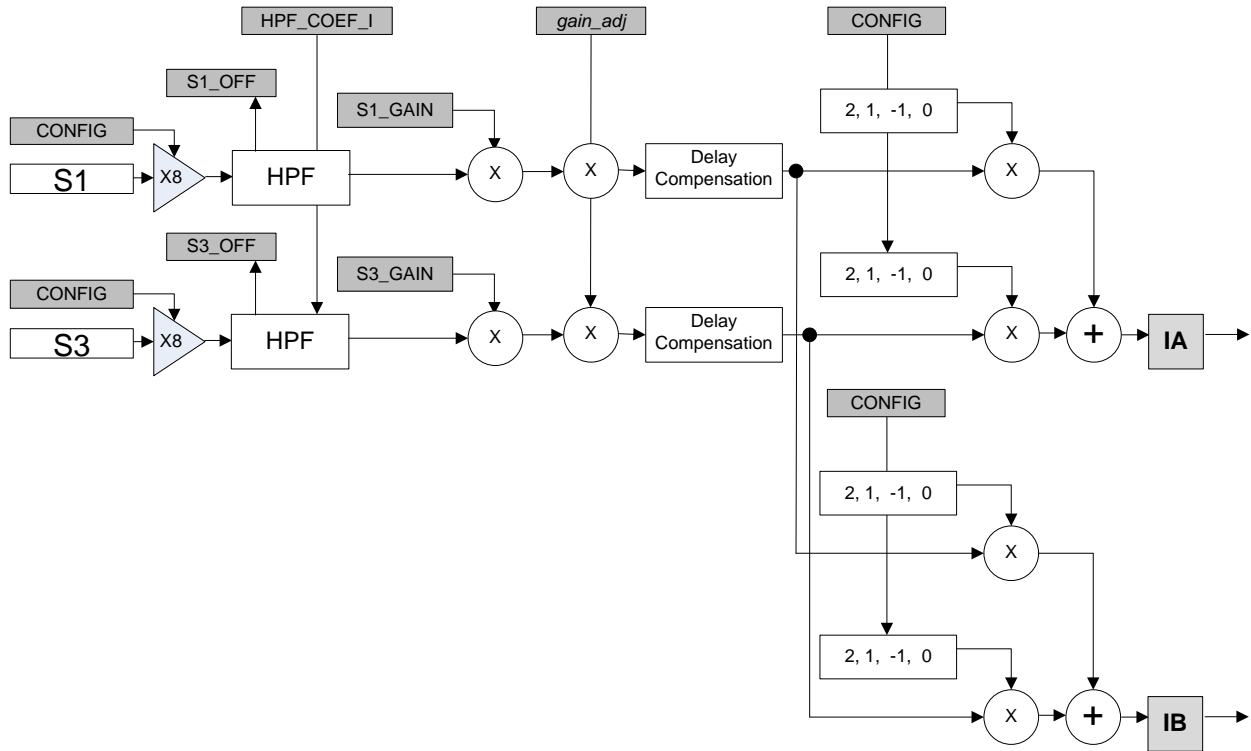 HPF_COEF_I
gain_adj
CONFIG
S1_OFF
S1_GAIN
2, 1, -1, 0
CONFIG
S1
X8
HPF
X
X
Delay
Compensation
X
S3_OFF
S3_GAIN
2, 1, -1, 0
CONFIG
S3
X8
HPF
X
X
Delay
Compensation
X
+
IA
CONFIG
2, 1, -1, 0
X
2, 1, -1, 0
X
+
IB